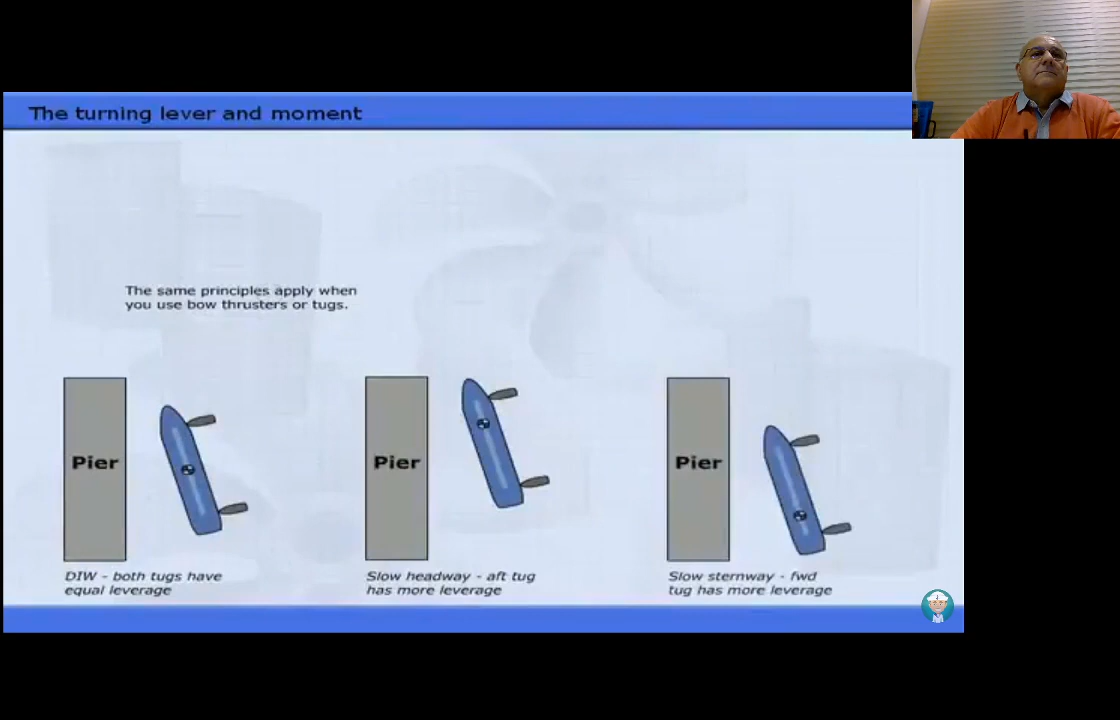 The turning lever and moment
The same principles apply when
you use bow thrusters or tugs.
Pier
Pier
Pier
DIW - both tugs have
equal leverage
Slow headway - aft tug
has more leverage
Slow sternway - fwd
tug has more leverage